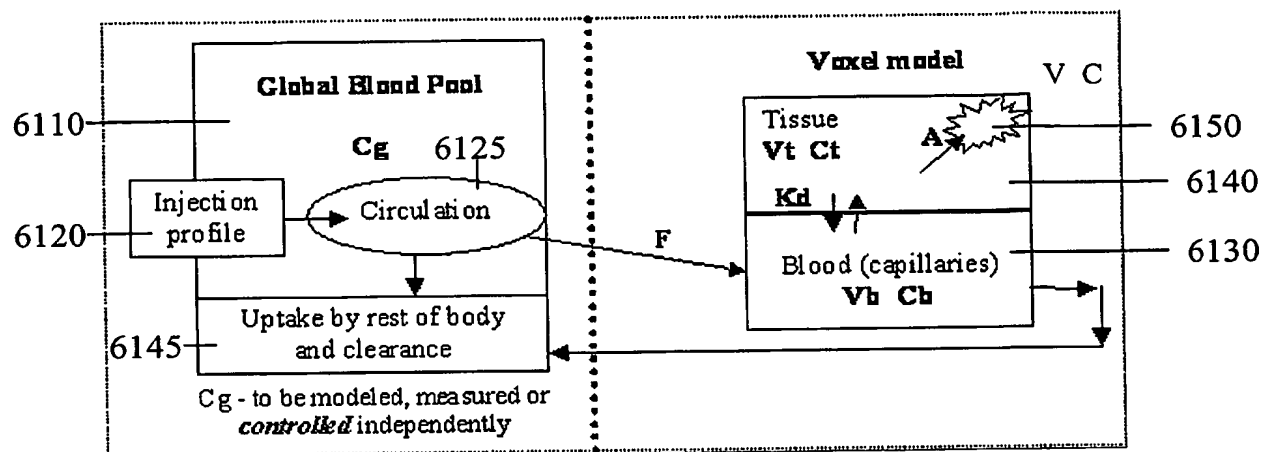 Global Blood Pool
Voxel model
V C
6110
Cg
6125
Tissue
Vt Ct
A
6150
Injection
profile
Circulation
Kd
6140
6120
F
Blood (capillaries)
Vb Cb
6130
6145
Uptake by rest of body
and clearance
Cg - to be modeled, measured or
controlled independently